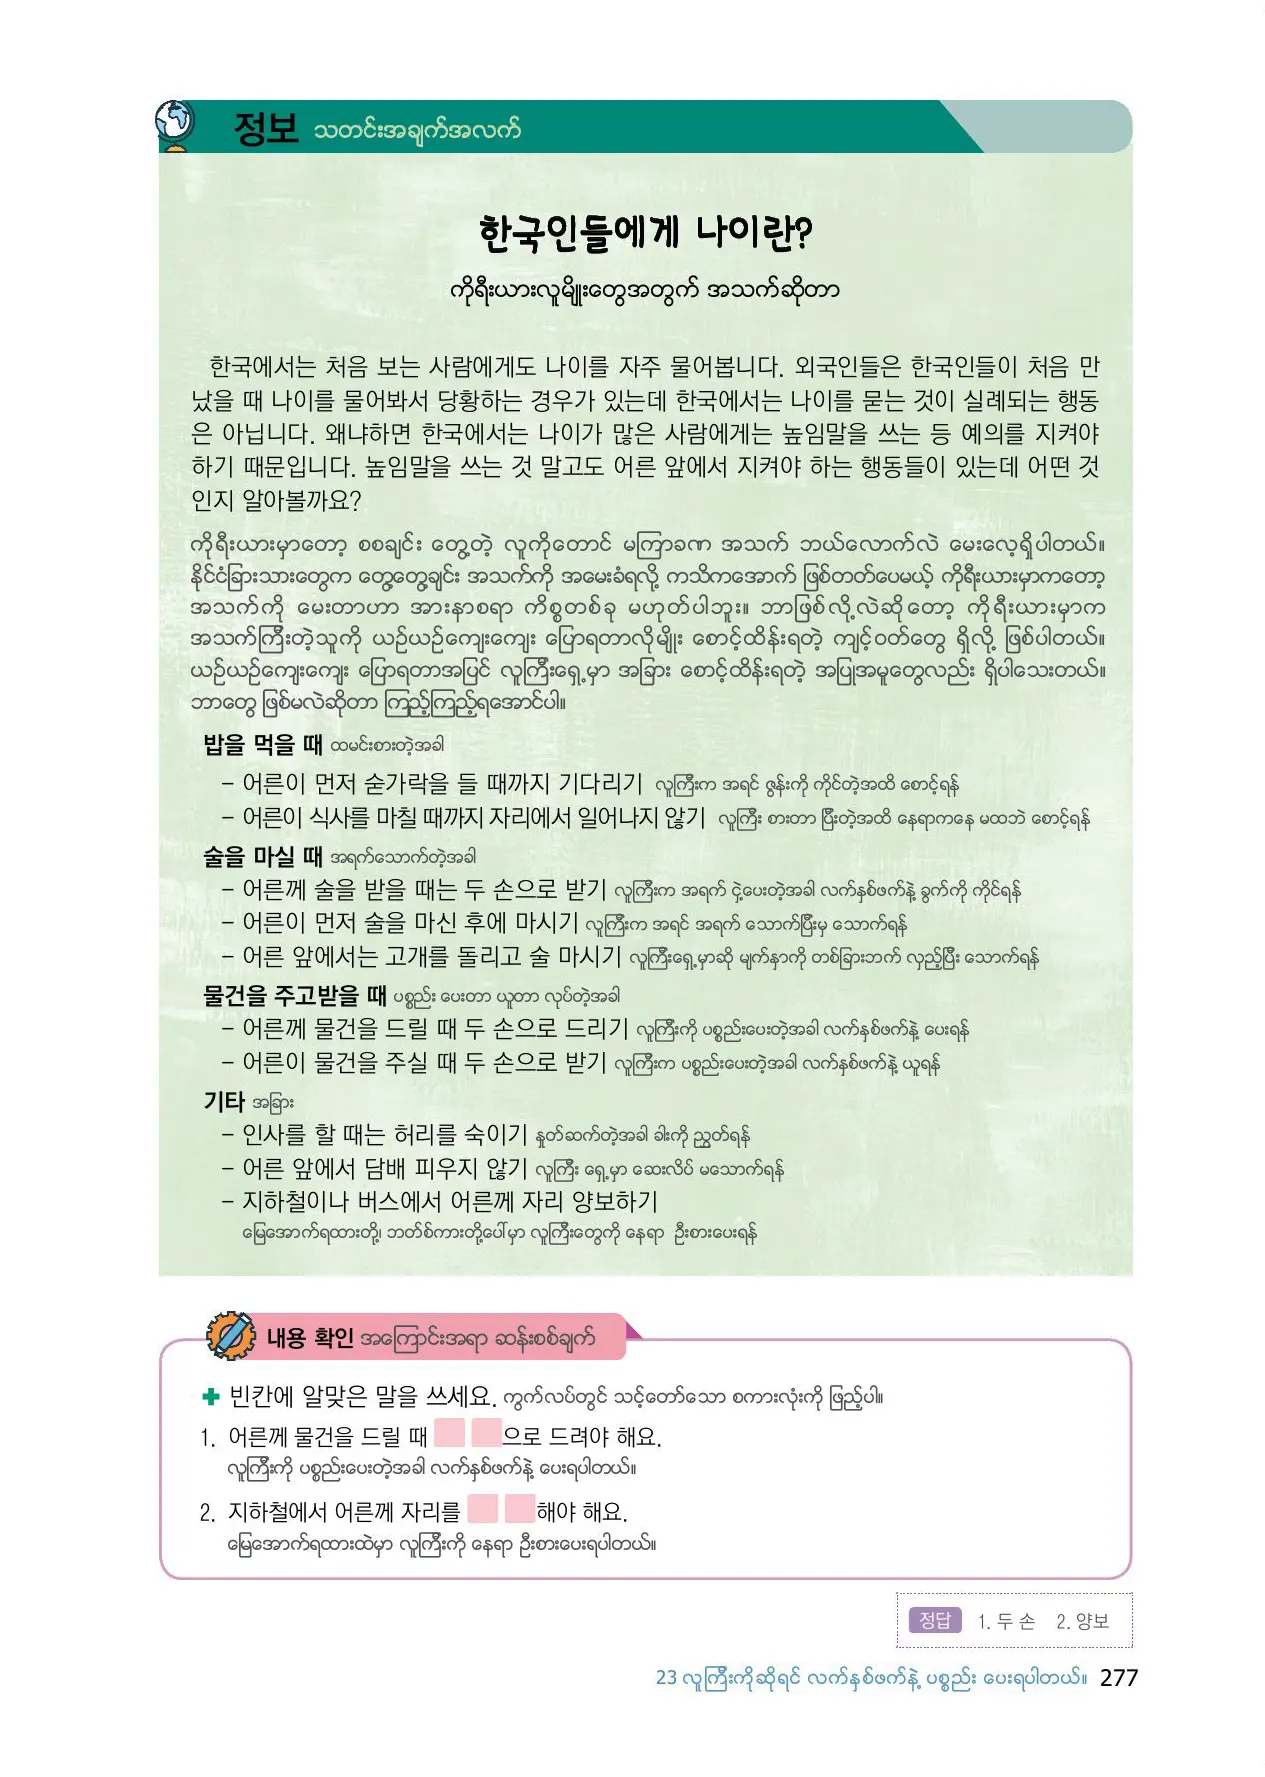 정보 သတင်းအချက်အလက်
한국인들에게 나이란?
ကိုရီးယားလူမျိုးတွေအတွက် အသက်ဆိုတာ
한국에서는 처음 보는 사람에게도 나이를 자주 물어봅니다. 외국인들은 한국인들이 처음 만
났을 때 나이를 물어봐서 당황하는 경우가 있는데 한국에서는 나이를 묻는 것이 실례되는 행동
은 아닙니다. 왜냐하면 한국에서는 나이가 많은 사람에게는 높임말을 쓰는 등 예의를 지켜야
하기 때문입니다. 높임말을 쓰는 것 말고도 어른 앞에서 지켜야 하는 행동들이 있는데 어떤 것
인지 알아볼까요?
ကိုရီးယားမှာတော့ စစချင်း တွေ့တဲ့ လူကိုတောင် မကြာခဏ အသက် ဘယ်လောက်လဲ မေးလေ့ရှိပါတယ်။
နိုင်ငံခြားသားတွေက တွေ့တွေ့ချင်း အသက်ကို အမေးခံရလို့ ကသိကအောက် ဖြစ်တတ်ပေမယ့် ကိုရီးယားမှာကတော့
အသက်ကို မေးတာဟာ အားနာစရာ ကိစ္စတစ်ခု မဟုတ်ပါဘူး။ ဘာဖြစ်လို့လဲဆိုတော့ ကိုရီးယားမှာက
အသက်ကြီးတဲ့သူကို ယဉ်ယဉ်ကျေးကျေး ပြောရတာလိုမျိုး စောင့်ထိန်းရတဲ့ ကျင့်ဝတ်တွေ ရှိလို့ ဖြစ်ပါတယ်။
ယဉ်ယဉ်ကျေးကျေး ပြောရတာအပြင် လူကြီးရှေ့မှာ အခြား စောင့်ထိန်းရတဲ့ အပြုအမူတွေလည်း ရှိပါသေးတယ်။
ဘာတွေ ဖြစ်မလဲဆိုတာ ကြည့်ကြည့်ရအောင်ပါ။
밥을 먹을 때 ထမင်းစားတဲ့အခါ
– 어른이 먼저 숟가락을 들 때까지 기다리기 လူကြီးက အရင် ဇွန်းကို ကိုင်တဲ့အထိ စောင့်ရန်
– 어른이 식사를 마칠 때까지 자리에서 일어나지 않기 လူကြီး စားတာ ပြီးတဲ့အထိ နေရာကနေ မထဘဲ စောင့်ရန်
술을 마실 때 အရက်သောက်တဲ့အခါ
– 어른께 술을 받을 때는 두 손으로 받기 လူကြီးက အရက် ငှဲ့ပေးတဲ့အခါ လက်နှစ်ဖက်နဲ့ ခွက်ကို ကိုင်ရန်
– 어른이 먼저 술을 마신 후에 마시기 လူကြီးက အရင် အရက် သောက်ပြီးမှ သောက်ရန်
– 어른 앞에서는 고개를 돌리고 술 마시기 လူကြီးရှေ့မှာဆို မျက်နှာကို တစ်ခြားဘက် လှည့်ပြီး သောက်ရန်
물건을 주고받을 때 ပစ္စည်း ပေးတာ ယူတာ လုပ်တဲ့အခါ
– 어른께 물건을 드릴 때 두 손으로 드리기 လူကြီးကို ပစ္စည်းပေးတဲ့အခါ လက်နှစ်ဖက်နဲ့ ပေးရန်
– 어른이 물건을 주실 때 두 손으로 받기 လူကြီးက ပစ္စည်းပေးတဲ့အခါ လက်နှစ်ဖက်နဲ့ ယူရန်
기타 အခြား
– 인사를 할 때는 허리를 숙이기 နှုတ်ဆက်တဲ့အခါ ခါးကို ညွှတ်ရန်
– 어른 앞에서 담배 피우지 않기 လူကြီး ရှေ့မှာ ဆေးလိပ် မသောက်ရန်
– 지하철이나 버스에서 어른께 자리 양보하기
မြေအောက်ရထားတို့၊ ဘတ်စ်ကားတို့ပေါ်မှာ လူကြီးတွေကို နေရာ ဦးစားပေးရန်
내용 확인 အကြောင်းအရာ ဆန်းစစ်ချက်
✚ 빈칸에 알맞은 말을 쓰세요. ကွက်လပ်တွင် သင့်တော်သော စကားလုံးကို ဖြည့်ပါ။
1. 어른께 물건을 드릴 때 으로 드려야 해요.
လူကြီးကို ပစ္စည်းပေးတဲ့အခါ လက်နှစ်ဖက်နဲ့ ပေးရပါတယ်။
2. 지하철에서 어른께 자리를 해야 해요.
မြေအောက်ရထားထဲမှာ လူကြီးကို နေရာ ဦးစားပေးရပါတယ်။
정답 1. 두 손 2. 양보
23 လူကြီးကိုဆိုရင် လက်နှစ်ဖက်နဲ့ ပစ္စည်း ပေးရပါတယ်။ 277